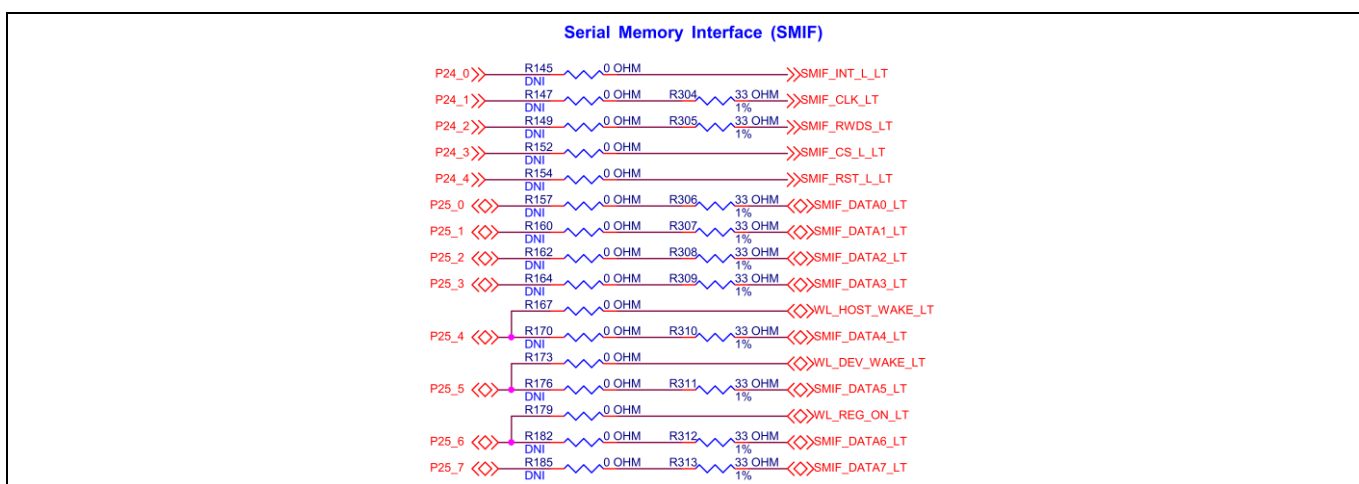 Serial Memory Interface (SMIF)
P24_0 R145 0 OHM SMIF_INT_L_LT
DNI
P24_1 R147 0 OHM R304 33 OHM SMIF_CLK_LT
DNI 1%
P24_2 R149 0 OHM R305 33 OHM SMIF_RWDS_LT
DNI 1%
P24_3 R152 0 OHM SMIF_CS_L_LT
DNI
P24_4 R154 0 OHM SMIF_RST_L_LT
DNI
P25_0 R157 0 OHM R306 33 OHM SMIF_DATA0_LT
DNI 1%
P25_1 R160 0 OHM R307 33 OHM SMIF_DATA1_LT
DNI 1%
P25_2 R162 0 OHM R308 33 OHM SMIF_DATA2_LT
DNI 1%
P25_3 R164 0 OHM R309 33 OHM SMIF_DATA3_LT
DNI 1%
R167 0 OHM WL_HOST_WAKE_LT
P25_4 R170 0 OHM R310 33 OHM SMIF_DATA4_LT
DNI 1%
R173 0 OHM WL_DEV_WAKE_LT
P25_5 R176 0 OHM R311 33 OHM SMIF_DATA5_LT
DNI 1%
R179 0 OHM WL_REG_ON_LT
P25_6 R182 0 OHM R312 33 OHM SMIF_DATA6_LT
DNI 1%
P25_7 R185 0 OHM R313 33 OHM SMIF_DATA7_LT
DNI 1%